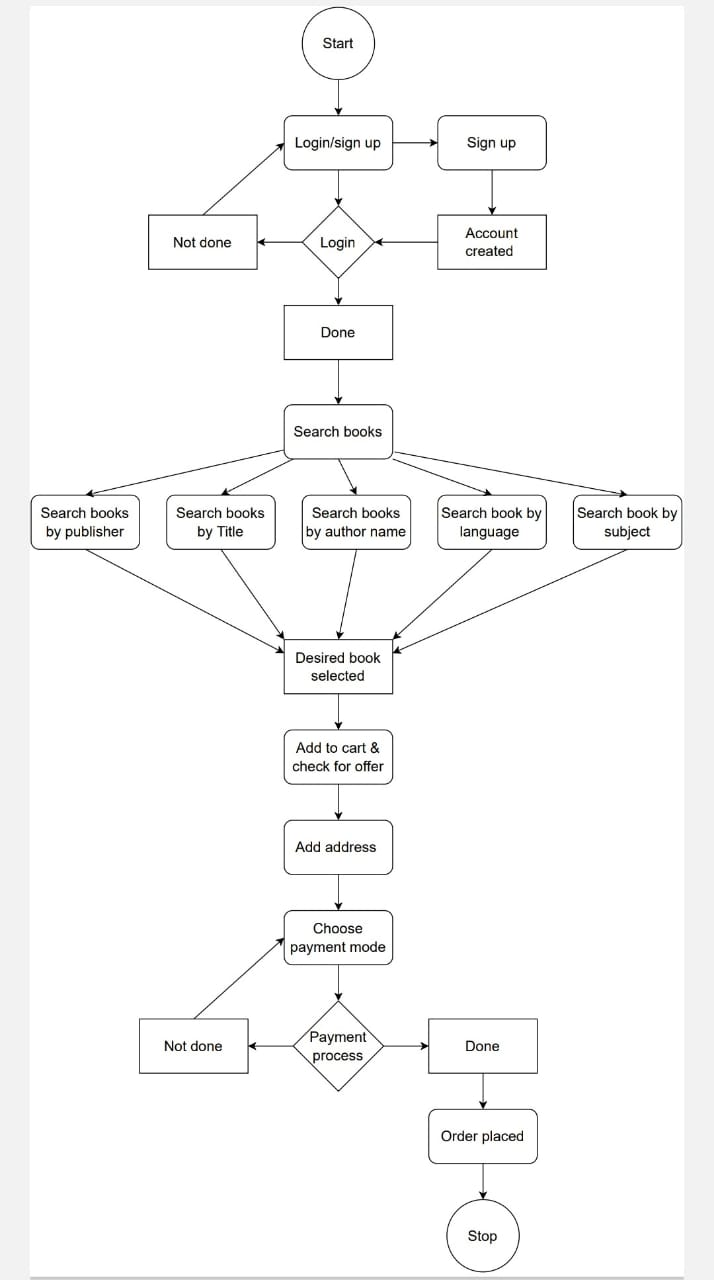 Start
Login/sign up
Sign up
Not done
Login
Account
created
Done
Search books
Search books
by publisher
Search books
by Title
Search books
by author name
Search book by
language
Search book by
subject
Desired book
selected
Add to cart &
check for offer
Add address
Choose
payment mode
Not done
Payment
process
Done
Order placed
Stop